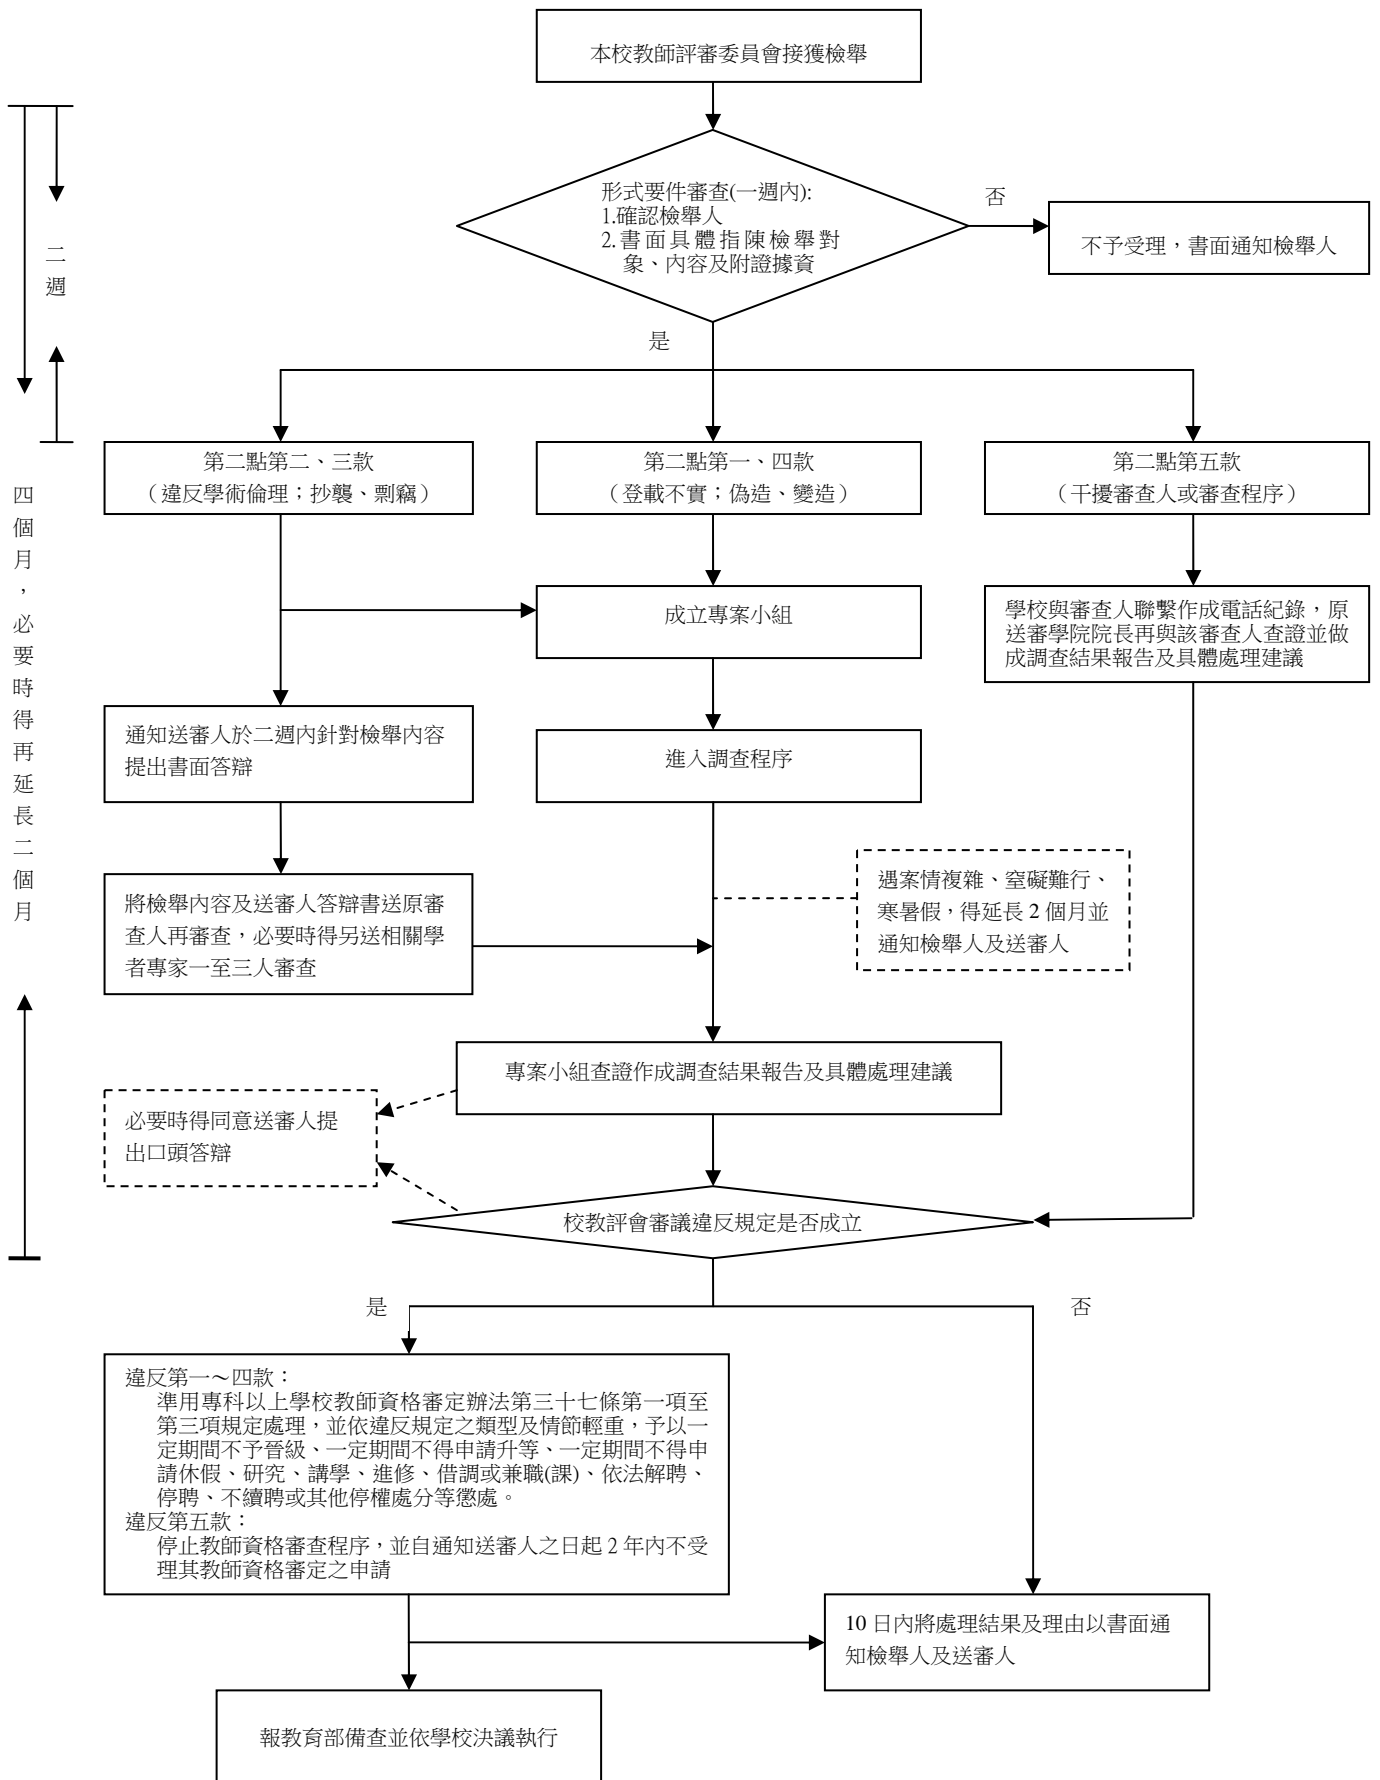 本校教師評審委員會接獲檢舉
形式要件審查(一週內):
1.確認檢舉人
2.書面具體指陳檢舉對
象、內容及附證據資
否
不予受理，書面通知檢舉人
二週
是
第二點第二、三款
（違反學術倫理；抄襲、剽竊）
第二點第一、四款
（登載不實；偽造、變造）
第二點第五款
（干擾審查人或審查程序）
四個月，必要時得再延長二個月
成立專案小組
學校與審查人聯繫作成電話紀錄，原
送審學院院長再與該審查人查證並做
成調查結果報告及具體處理建議
通知送審人於二週內針對檢舉內容
提出書面答辯
進入調查程序
將檢舉內容及送審人答辯書送原審
查人再審查，必要時得另送相關學
者專家一至三人審查
遇案情複雜、窒礙難行、
寒暑假，得延長 2 個月並
通知檢舉人及送審人
專案小組查證作成調查結果報告及具體處理建議
必要時得同意送審人提
出口頭答辯
校教評會審議違反規定是否成立
是
否
違反第一～四款：
準用專科以上學校教師資格審定辦法第三十七條第一項至
第三項規定處理，並依違反規定之類型及情節輕重，予以一
定期間不予晉級、一定期間不得申請升等、一定期間不得申
請休假、研究、講學、進修、借調或兼職(課)、依法解聘、
停聘、不續聘或其他停權處分等懲處。
違反第五款：
停止教師資格審查程序，並自通知送審人之日起 2 年內不受
理其教師資格審定之申請
10 日內將處理結果及理由以書面通
知檢舉人及送審人
報教育部備查並依學校決議執行